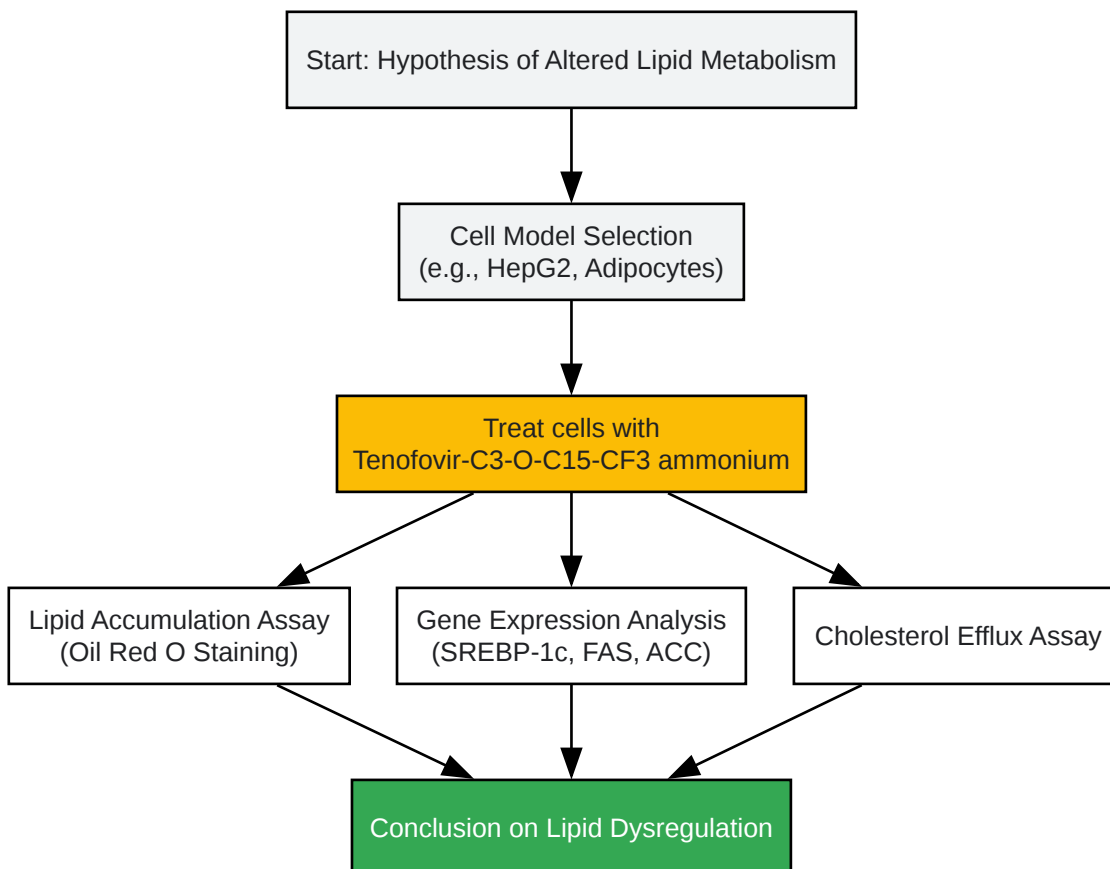 Start: Hypothesis of Altered Lipid Metabolism
Cell Model Selection
(e.g., HepG2, Adipocytes)
Treat cells with
Tenofovir-C3-O-C15-CF3 ammonium
Lipid Accumulation Assay
(Oil Red O Staining)
Gene Expression Analysis
(SREBP-1c, FAS, ACC)
Cholesterol Efflux Assay
Conclusion on Lipid Dysregulation